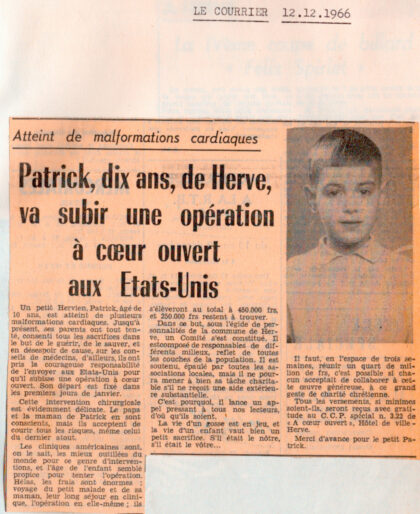 LE COURRIER 12.12.1966
Atteint de malformations cardiaques
Patrick, dix ans, de Herve,
va subir une opération
à cœur ouvert
aux Etats-Unis
Un petit Hervien, Patrick, âgé de
10 ans, est atteint de plusieurs
malformations cardiaques. Jusqu'à
présent, ses parents ont tout ten-
té, consenti tous les sacrifices dans
le but de le guérir, de le sauver et,
en désespoir de cause, sur les con-
seils de médecins, d'ailleurs, ils ont
pris la courageuse responsabilité
de l'envoyer aux Etats-Unis pour
qu'il subisse une opération à cœur
ouvert. Son départ est fixé dans
les premiers jours de janvier.
Cette intervention chirurgicale
est évidemment délicate. Le papa
et la maman de Patrick en sont
conscients, mais ils acceptent de
courir tous les risques, même celui
du dernier atout.
Les cliniques américaines sont,
on le sait, les mieux outillées du
monde pour ce genre d'interven-
tions, et l'âge de l'enfant semble
propice pour tenter l'opération.
Hélas, les frais sont énormes :
voyage du petit malade et de sa
maman, leur long séjour en clini-
que, l'opération en elle-même ; ils
s'élèveront au total à 450.000 frs,
et 250.000 frs restent à trouver.
Dans ce but, sous l'égide de per-
sonnalités de la commune de Her-
ve, un Comité s'est constitué. Il
est composé de responsables de dif-
férents milieux, reflet de toutes
les couches de la population. Il est
soutenu, épaulé par toutes les as-
sociations locales, mais il ne pour-
ra mener à bien sa tâche charita-
ble s'il ne reçoit une aide extérieu-
re substantielle.
C'est pourquoi, il lance un ap-
pel pressant à tous nos lecteurs,
d'où qu'ils soient.
La vie d'un gosse est en jeu, et
la vie d'un enfant vaut bien un
petit sacrifice. S'il était le nôtre,
s'il était le vôtre...
Il faut, en l'espace de trois se-
maines, réunir un quart de mil-
lion de frs, c'est possible si cha-
cun acceptait de collaborer à cet-
te œuvre généreuse, à ce grand
geste de charité chrétienne.
Tous les versements, si minimes
soient-ils, seront reçus avec gra-
titude au C.C.P. spécial n. 3.22 de
« A cœur ouvert », Hôtel de ville -
Herve.
Merci d'avance pour le petit Pa-
trick.